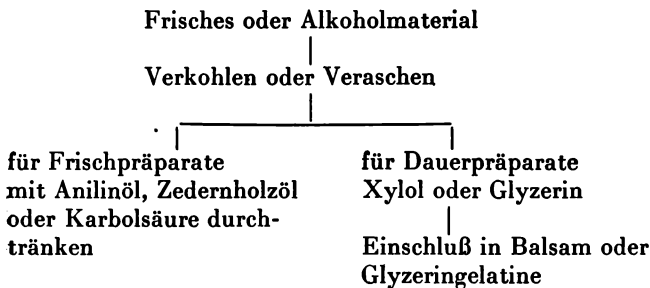 Frisches oder Alkoholmaterial
Verkohlen oder Veraschen
für Frischpräparate
mit Anilinöl, Zedernholzöl
oder Karbolsäure durch-
tränken
für Dauerpräparate
Xylol oder Glyzerin
Einschluß in Balsam oder
Glyzeringelatine